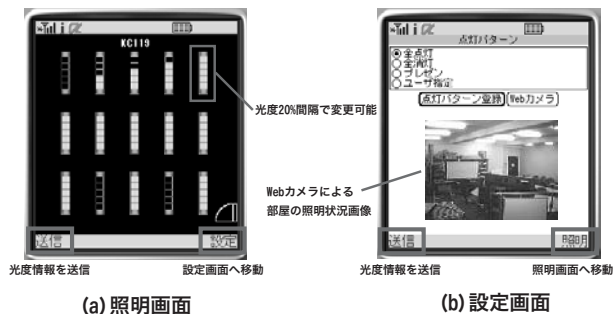 i
KC119
光度20%間隔で変更可能
送信
設定
光度情報を送信
設定画面へ移動
(a) 照明画面
i
点灯パターン
全点灯
全消灯
プレゼン
ユーザ指定
点灯パターン登録
Webカメラ
Webカメラによる
部屋の照明状況画像
送信
照明
光度情報を送信
照明画面へ移動
(b) 設定画面